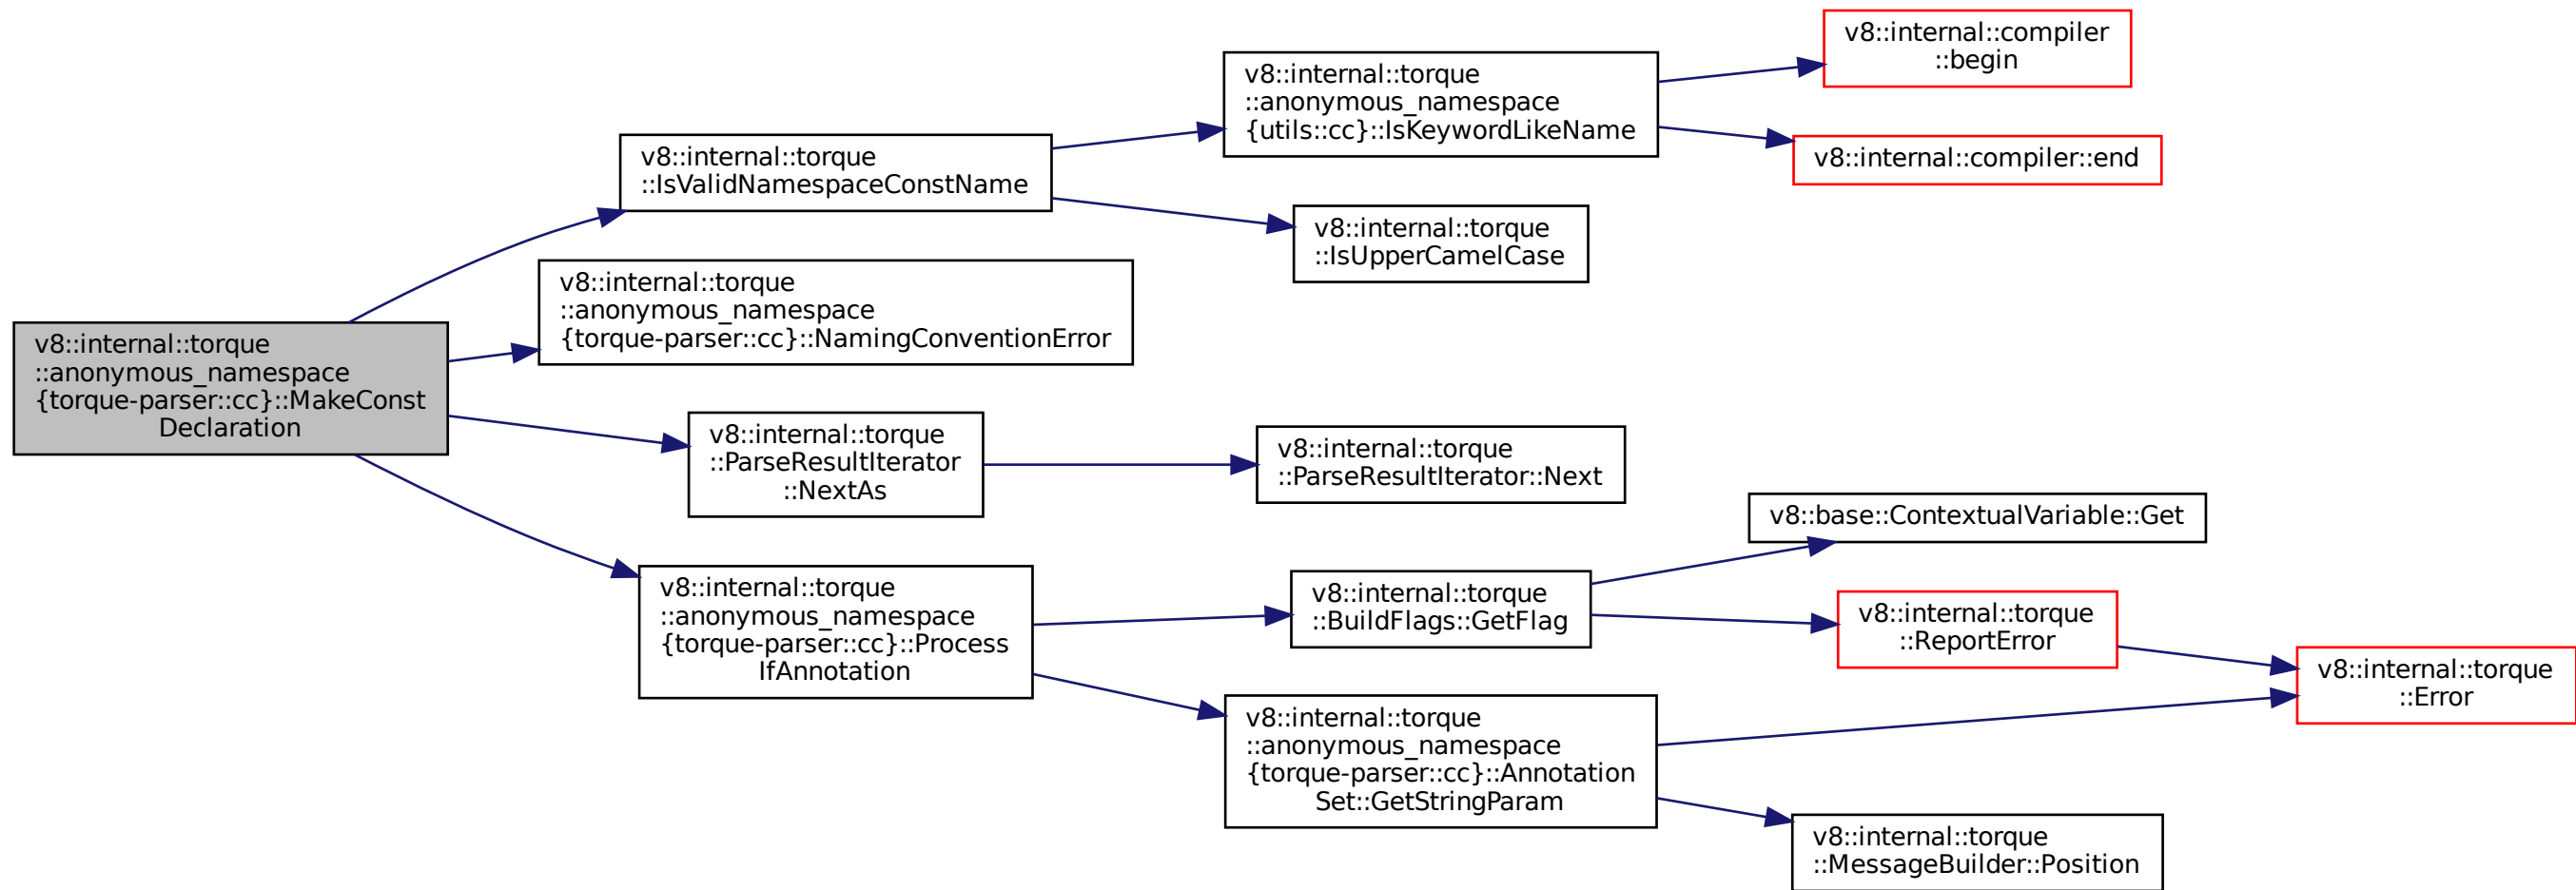 v8::internal::torque
::anonymous_namespace
{torque-parser::cc}::MakeConst
Declaration
v8::internal::torque
::IsValidNamespaceConstName
v8::internal::torque
::anonymous_namespace
{utils::cc}::IsKeywordLikeName
v8::internal::compiler
::begin
v8::internal::compiler::end
v8::internal::torque
::IsUpperCamelCase
v8::internal::torque
::anonymous_namespace
{torque-parser::cc}::NamingConventionError
v8::internal::torque
::ParseResultIterator
::NextAs
v8::internal::torque
::ParseResultIterator::Next
v8::internal::torque
::anonymous_namespace
{torque-parser::cc}::Process
IfAnnotation
v8::internal::torque
::BuildFlags::GetFlag
v8::base::ContextualVariable::Get
v8::internal::torque
::ReportError
v8::internal::torque
::Error
v8::internal::torque
::anonymous_namespace
{torque-parser::cc}::Annotation
Set::GetStringParam
v8::internal::torque
::MessageBuilder::Position